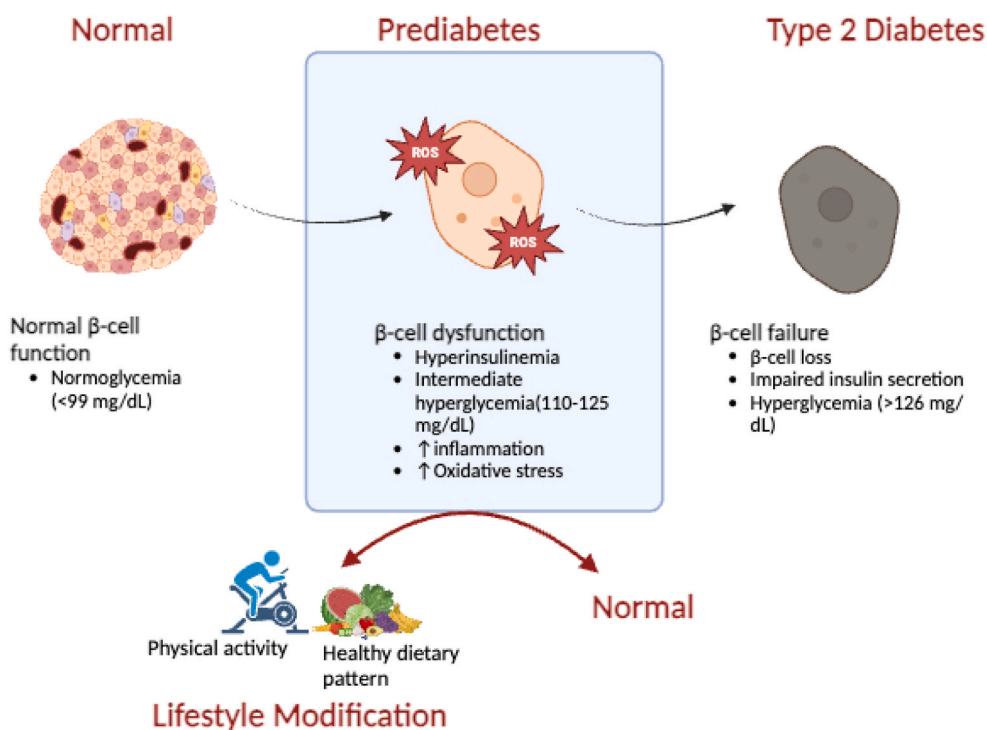 Normal
Prediabetes
Type 2 Diabetes
ROS
ROS
Normal β-cell
function
• Normoglycemia
(<99 mg/dL)
β-cell dysfunction
• Hyperinsulinemia
• Intermediate
hyperglycemia(110-125
mg/dL)
• ↑inflammation
• ↑Oxidative stress
β-cell failure
• β-cell loss
• Impaired insulin secretion
• Hyperglycemia (>126 mg/
dL)
Normal
Physical activity
Healthy dietary
pattern
Lifestyle Modification